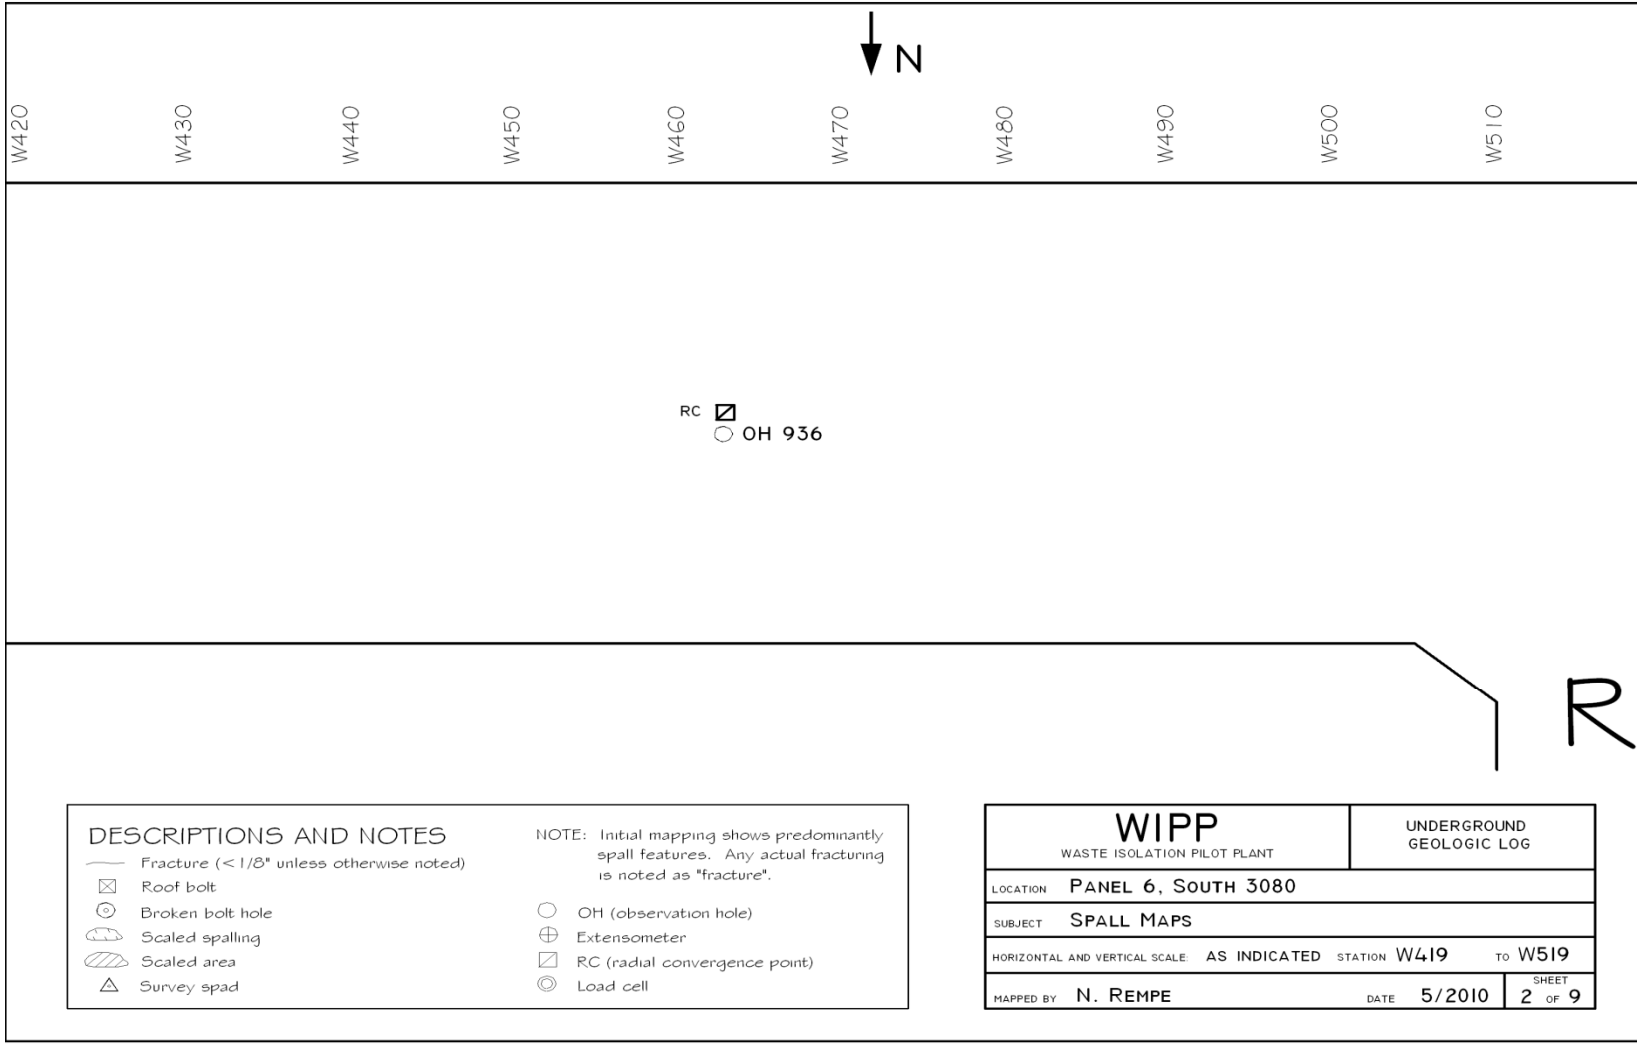 N
W420
W430
W440
W450
W460
W470
W480
W490
W500
W510
RC
OH 936
R
DESCRIPTIONS AND NOTES
Fracture (< 1/8" unless otherwise noted)
Roof bolt
Broken bolt hole
Scaled spalling
Scaled area
Survey spad
NOTE: Initial mapping shows predominantly
spall features. Any actual fracturing
is noted as "fracture".
OH (observation hole)
Extensometer
RC (radial convergence point)
Load cell
WIPP
WASTE ISOLATION PILOT PLANT
UNDERGROUND
GEOLOGIC LOG
LOCATION PANEL 6, SOUTH 3080
SUBJECT SPALL MAPS
HORIZONTAL AND VERTICAL SCALE: AS INDICATED STATION W419 TO W519
MAPPED BY N. REMPE DATE 5/2010
SHEET
2 OF 9